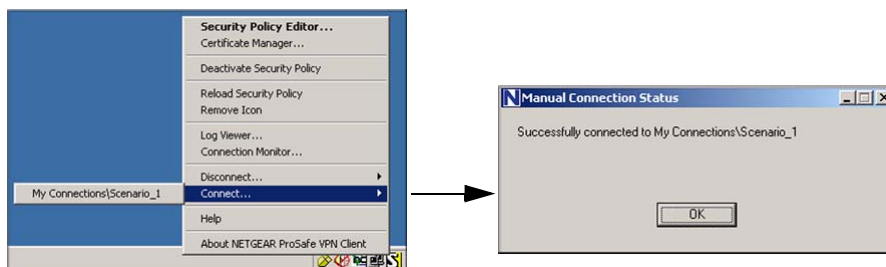 Security Policy Editor...
Certificate Manager...
Deactivate Security Policy
Reload Security Policy
Remove Icon
Log Viewer...
Connection Monitor...
Disconnect...
My Connections\Scenario_1
Connect...
Help
About NETGEAR ProSafe VPN Client
N Manual Connection Status
Successfully connected to My Connections\Scenario_1
OK